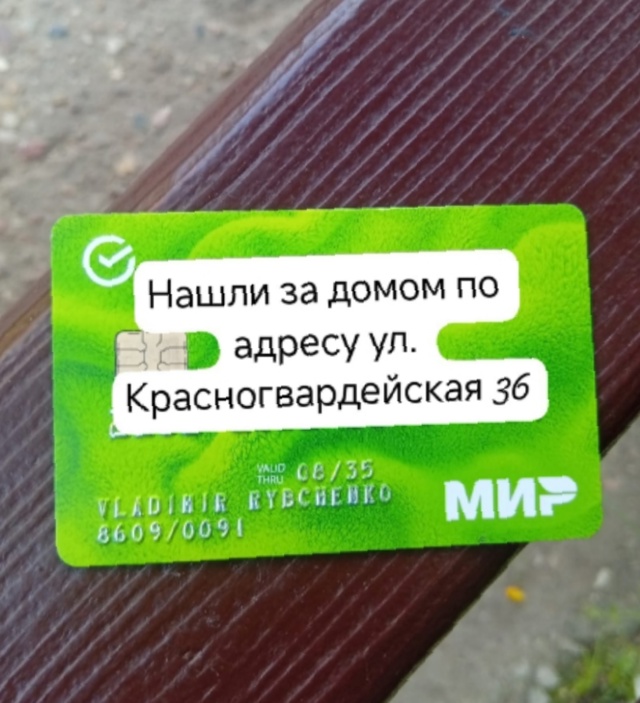 Нашли за домом по
адресу ул.
Красногвардейская 36
VALID THRU 08/35
VLADIMIR RYBCHENKO
8609/0091
МИР